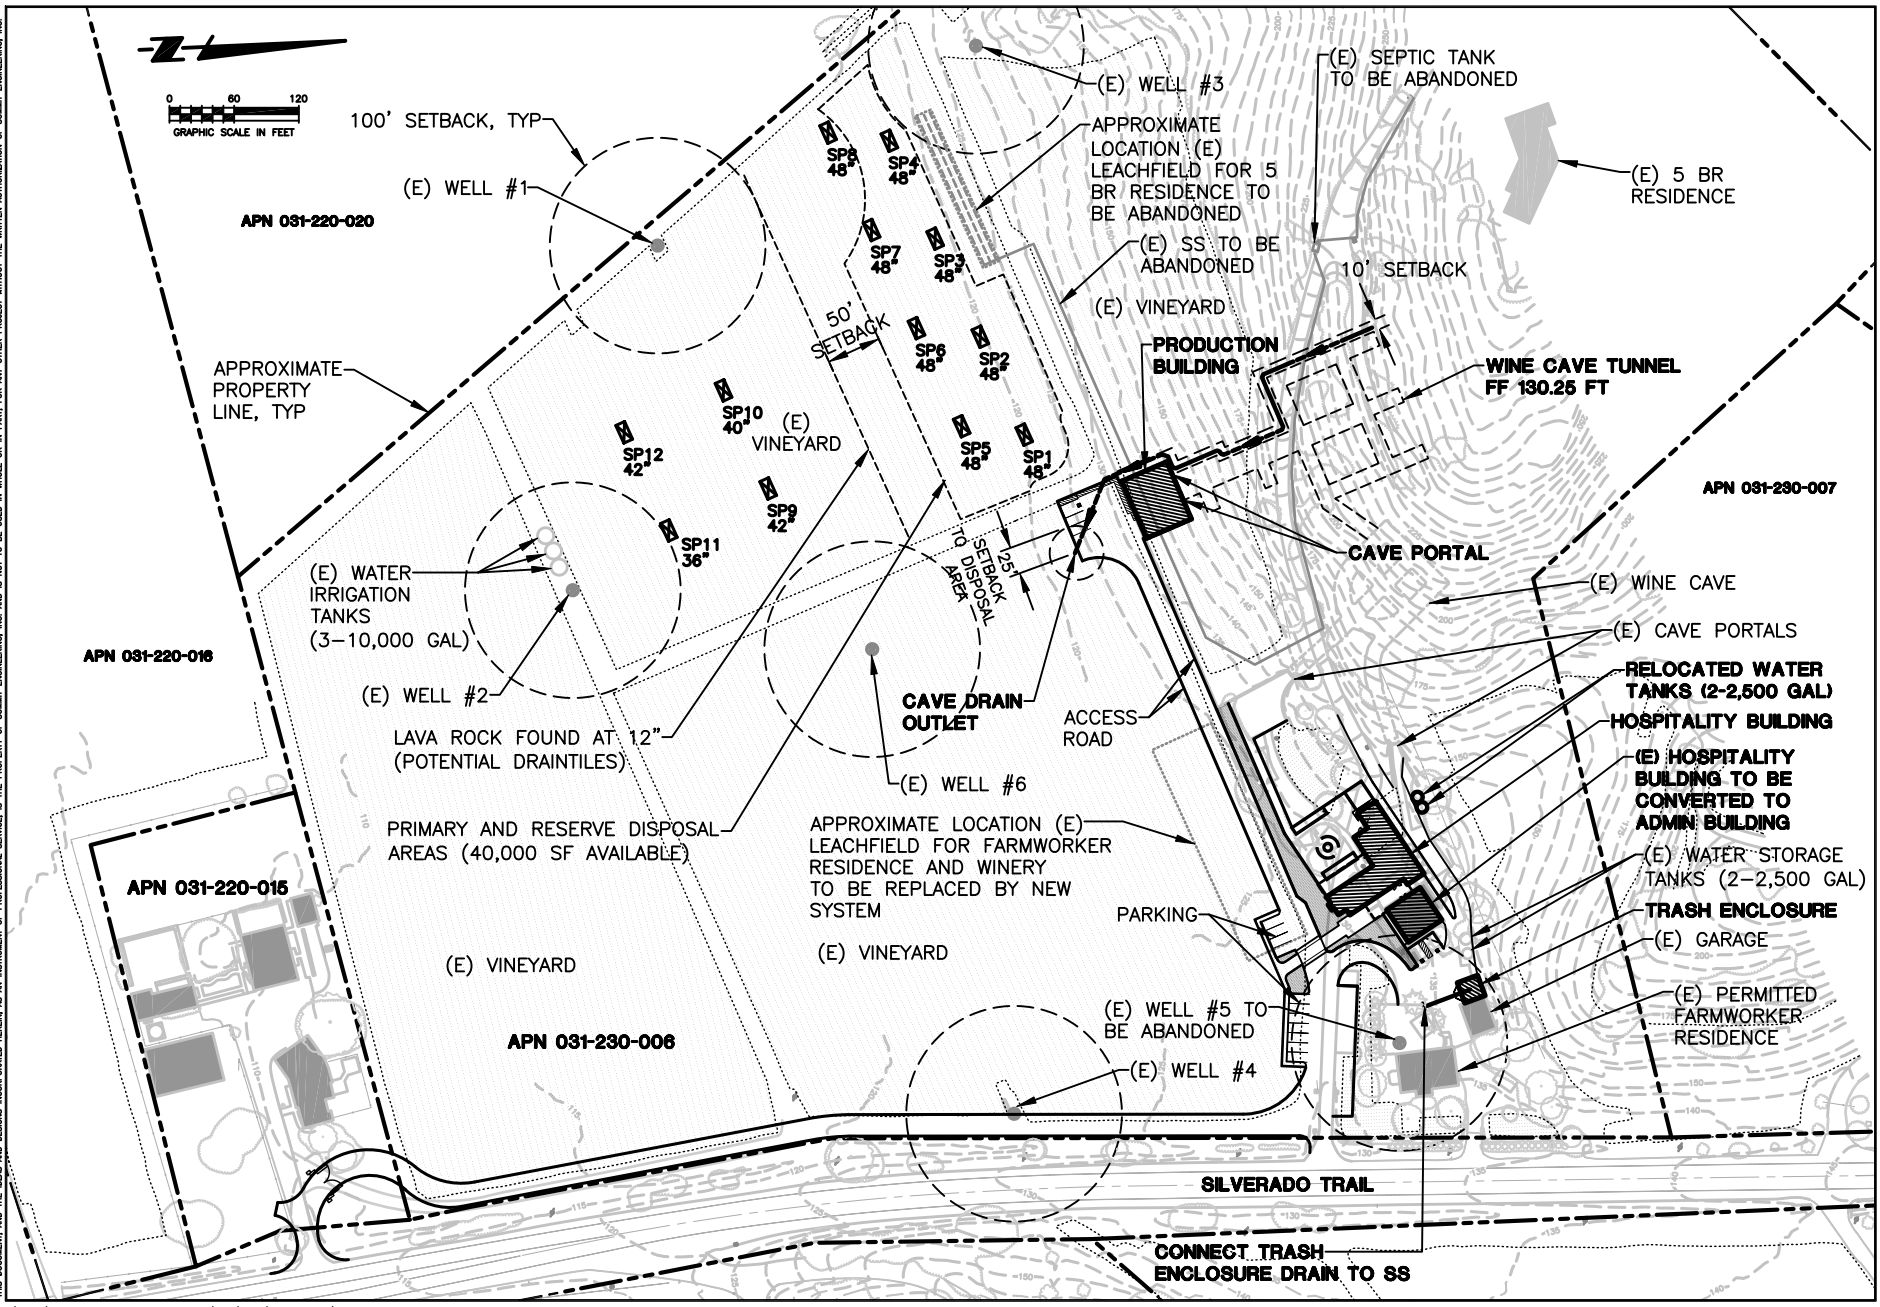 0 60 120
GRAPHIC SCALE IN FEET
100' SETBACK, TYP
(E) WELL #1
APN 031-220-020
(E) WELL #3
APPROXIMATE
LOCATION (E)
LEACHFIELD FOR 5
BR RESIDENCE TO
BE ABANDONED
(E) SS TO BE
ABANDONED
(E) VINEYARD
(E) SEPTIC TANK
TO BE ABANDONED
(E) 5 BR
RESIDENCE
10' SETBACK
PRODUCTION
BUILDING
WINE CAVE TUNNEL
FF 130.25 FT
APN 031-230-007
CAVE PORTAL
(E) WINE CAVE
(E) CAVE PORTALS
RELOCATED WATER
TANKS (2-2,500 GAL)
HOSPITALITY BUILDING
(E) HOSPITALITY
BUILDING TO BE
CONVERTED TO
ADMIN BUILDING
(E) WATER STORAGE
TANKS (2-2,500 GAL)
TRASH ENCLOSURE
(E) GARAGE
(E) PERMITTED
FARMWORKER
RESIDENCE
SP8
48"
SP4
48"
SP7
48"
SP3
48"
SP6
48"
SP2
48"
SP5
48"
SP1
48"
SP10
40"
SP12
42"
SP9
42"
SP11
36"
50'
SETBACK
(E)
VINEYARD
25'
SETBACK
TO DISPOSAL
AREA
APPROXIMATE
PROPERTY
LINE, TYP
(E) WATER
IRRIGATION
TANKS
(3-10,000 GAL)
APN 031-220-016
(E) WELL #2
LAVA ROCK FOUND AT 12"
(POTENTIAL DRAINTILES)
PRIMARY AND RESERVE DISPOSAL
AREAS (40,000 SF AVAILABLE)
CAVE DRAIN
OUTLET
ACCESS
ROAD
(E) WELL #6
APPROXIMATE LOCATION (E)
LEACHFIELD FOR FARMWORKER
RESIDENCE AND WINERY
TO BE REPLACED BY NEW
SYSTEM
PARKING
(E) VINEYARD
(E) VINEYARD
APN 031-220-015
APN 031-230-006
(E) WELL #5 TO
BE ABANDONED
(E) WELL #4
SILVERADO TRAIL
CONNECT TRASH
ENCLOSURE DRAIN TO SS